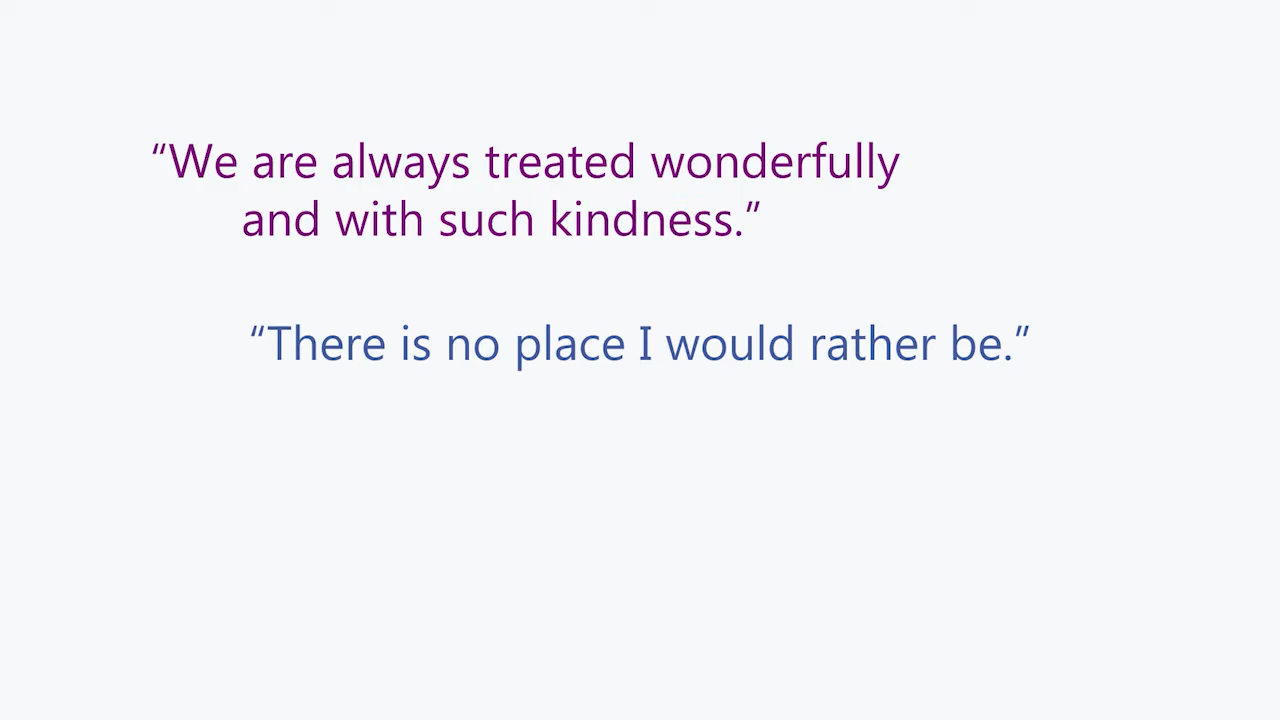 “We are always treated wonderfully
and with such kindness.”
“There is no place I would rather be.”